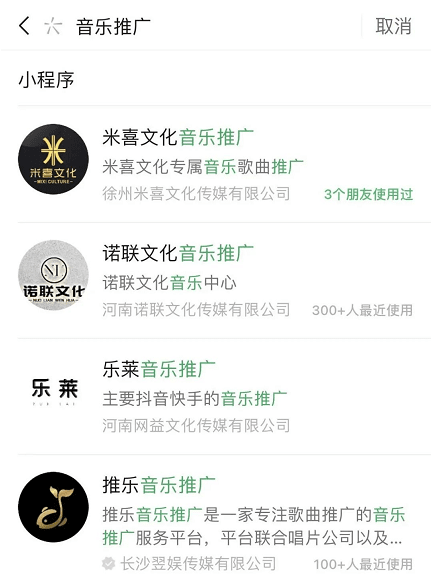 音乐推广
取消
小程序
米喜文化音乐推广
米喜文化专属音乐歌曲推广
徐州米喜文化传媒有限公司
3个朋友使用过
米喜文化
MIXI CULTURE
诺联文化音乐推广
诺联文化音乐中心
河南诺联文化传媒有限公司
300+人最近使用
诺联文化
NUO LIAN WEN HUA
乐莱音乐推广
主要抖音快手的音乐推广
河南网益文化传媒有限公司
乐莱
推乐音乐推广
推乐音乐推广是一家专注歌曲推广的音乐
推广服务平台，平台联合唱片公司以及...
长沙翌娱传媒有限公司
100+人最近使用